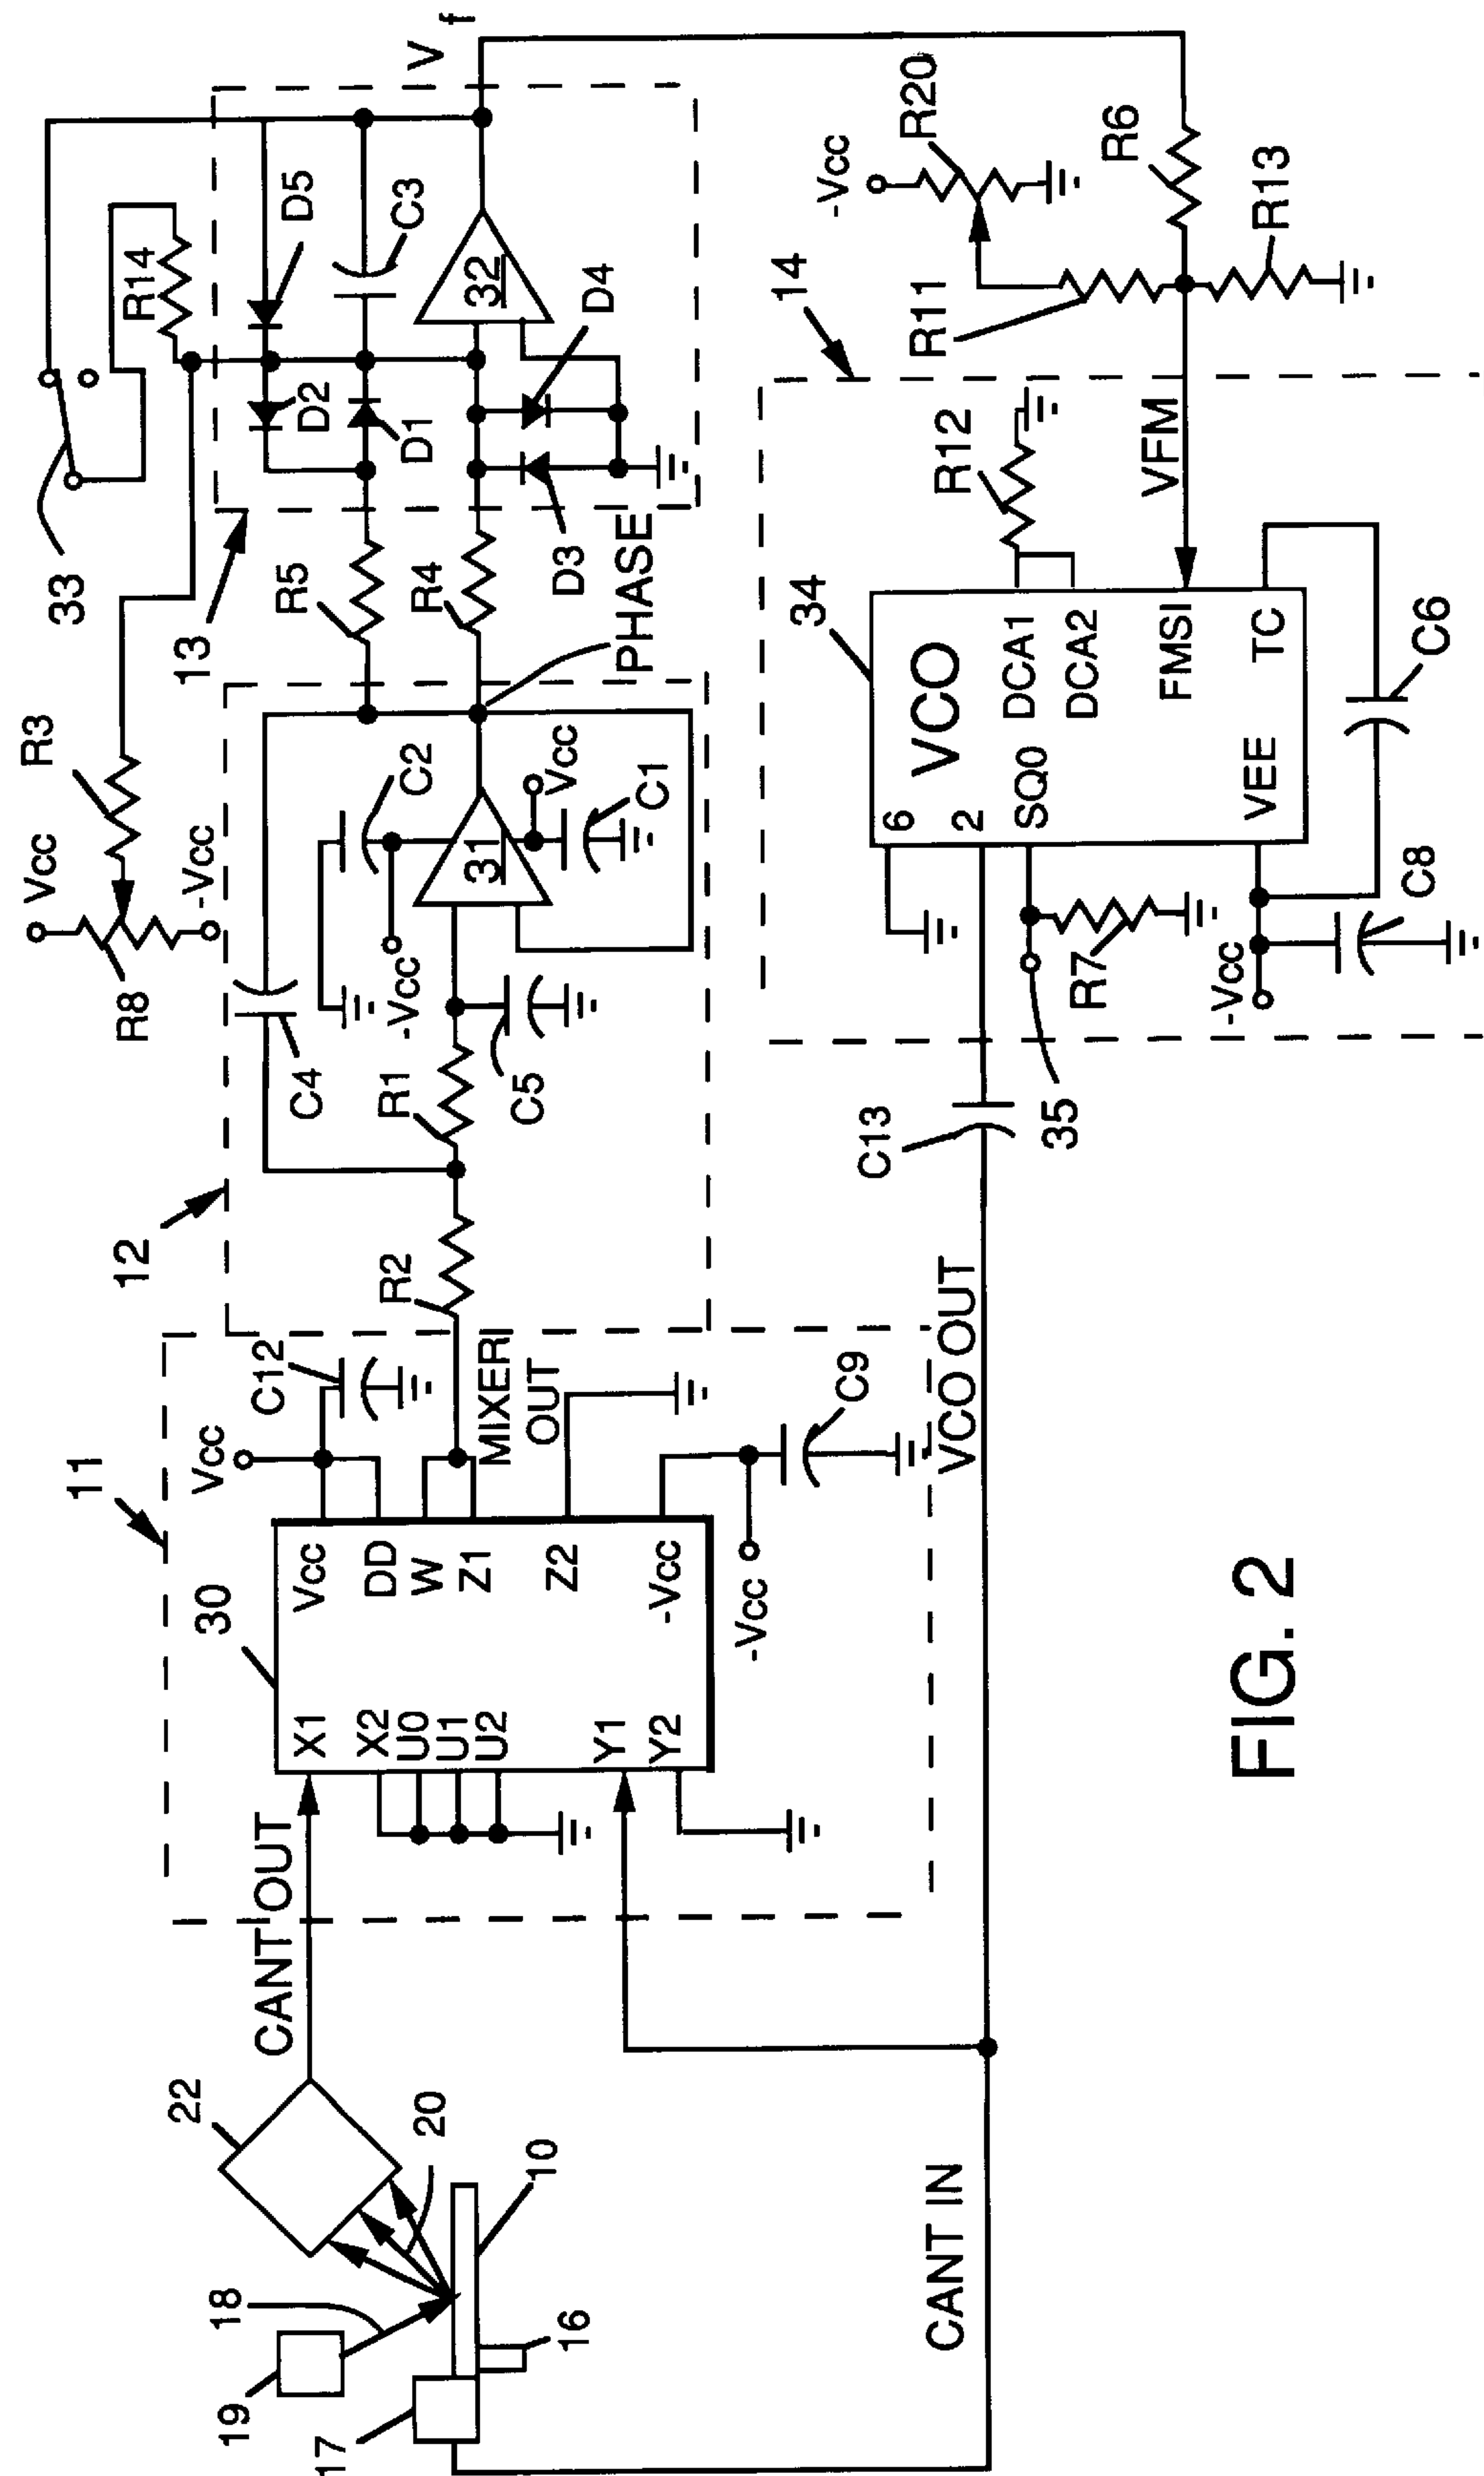 19
18
22
17
16
10
20
CANT OUT
CANT IN
11
30
X1
X2
U0
U1
U2
Y1
Y2
Vcc
DD
W
Z1
Z2
-Vcc
Vcc
C12
MIXER
OUT
-Vcc
C9
VCO OUT
12
R2
C4
R1
C5
-Vcc
C2
31
Vcc
C1
PHASE
R8
Vcc
-Vcc
R3
33
13
R5
R4
R14
D2
D1
D5
C3
D3
D4
32
V f
C13
35
14
34
VCO
6
2
SQ0
VEE
DCA1
DCA2
FMSI
TC
R7
-Vcc
C8
C6
R12
VFM
R11
-Vcc
R20
R6
R13
FIG. 2